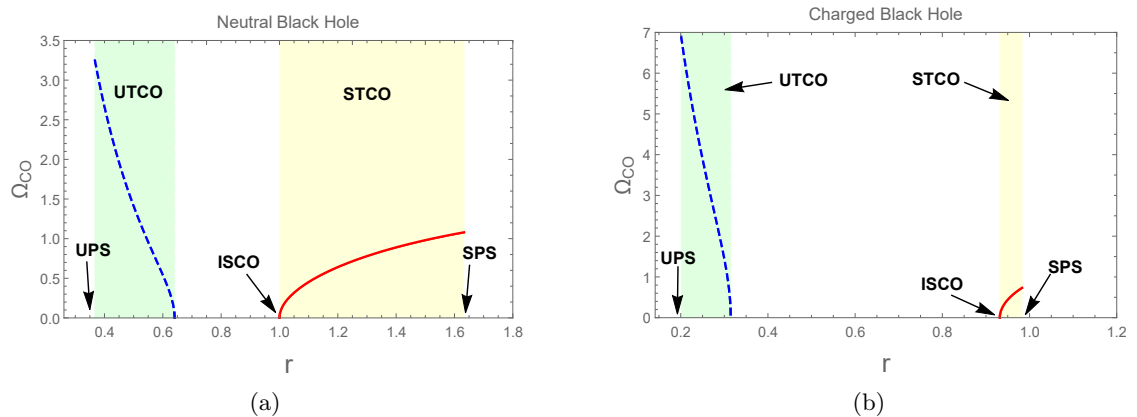 Neutral Black Hole
3.5
3.0
2.5
2.0
1.5
1.0
0.5
0.0
Ω_CO
UTCO
STCO
UPS
ISCO
SPS
0.4
0.6
0.8
1.0
1.2
1.4
1.6
1.8
r
(a)
Charged Black Hole
7
6
5
4
3
2
1
0
Ω_CO
UTCO
STCO
UPS
ISCO
SPS
0.2
0.4
0.6
0.8
1.0
1.2
r
(b)